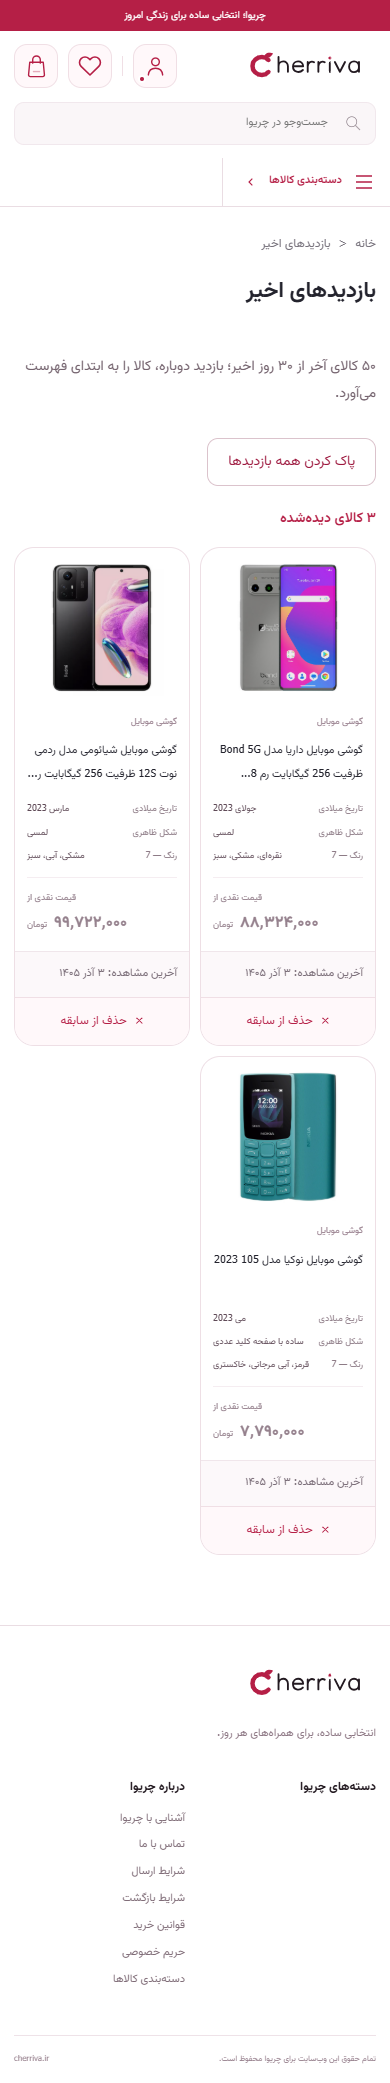 چریوا؛ انتخابی ساده برای زندگی امروز
Cherriva
جست‌وجو در چریوا
دسته‌بندی کالاها
خانه > بازدیدهای اخیر
بازدیدهای اخیر
۵۰ کالای آخر از ۳۰ روز اخیر؛ بازدید دوباره، کالا را به ابتدای فهرست
می‌آورد.
پاک کردن همه بازدیدها
۳ کالای دیده‌شده
گوشی موبایل
گوشی موبایل داریا مدل Bond 5G
ظرفیت 256 گیگابایت رم 8...
تاریخ میلادی جولای 2023
شکل ظاهری لمسی
رنگ — 7 نقره‌ای، مشکی، سبز
قیمت نقدی از
۸۸,۳۲۴,۰۰۰ تومان
آخرین مشاهده: ۳ آذر ۱۴۰۵
× حذف از سابقه
گوشی موبایل
گوشی موبایل شیائومی مدل ردمی
نوت 12S ظرفیت 256 گیگابایت ر...
تاریخ میلادی مارس 2023
شکل ظاهری لمسی
رنگ — 7 مشکی، آبی، سبز
قیمت نقدی از
۹۹,۷۲۲,۰۰۰ تومان
آخرین مشاهده: ۳ آذر ۱۴۰۵
× حذف از سابقه
12:00
NOKIA
گوشی موبایل
گوشی موبایل نوکیا مدل 105 2023
تاریخ میلادی می 2023
شکل ظاهری ساده با صفحه کلید عددی
رنگ — 7 قرمز، آبی مرجانی، خاکستری
قیمت نقدی از
۷,۷۹۰,۰۰۰ تومان
آخرین مشاهده: ۳ آذر ۱۴۰۵
× حذف از سابقه
Cherriva
انتخابی ساده، برای همراه‌های هر روز.
دسته‌های چریوا
درباره چریوا
آشنایی با چریوا
تماس با ما
شرایط ارسال
شرایط بازگشت
قوانین خرید
حریم خصوصی
دسته‌بندی کالاها
تمام حقوق این وب‌سایت برای چریوا محفوظ است.
cherriva.ir